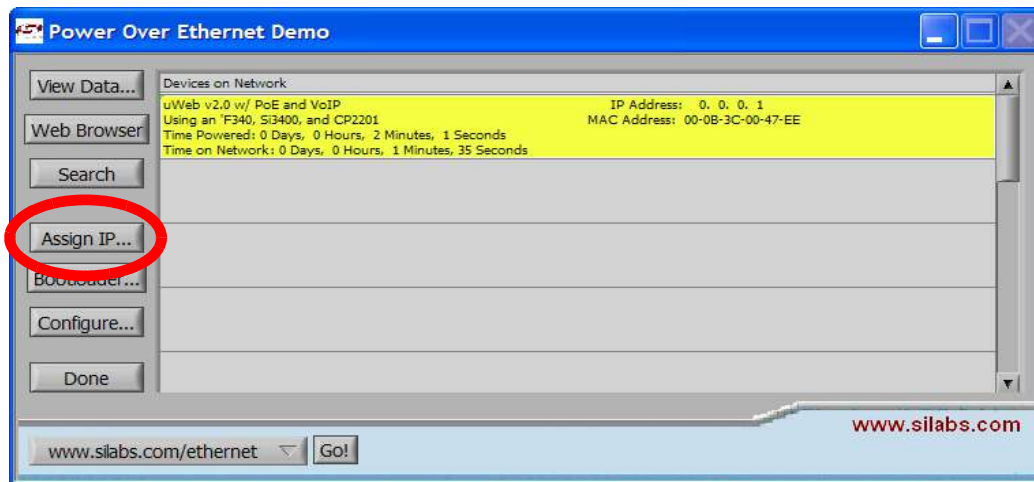 Power Over Ethernet Demo
View Data...
Web Browser
Search
Assign IP...
Bootloader...
Configure...
Done
Devices on Network
uWeb v2.0 w/ PoE and VoIP IP Address: 0. 0. 0. 1
Using an 'F340, Si3400, and CP2201 MAC Address: 00-0B-3C-00-47-EE
Time Powered: 0 Days, 0 Hours, 2 Minutes, 1 Seconds
Time on Network: 0 Days, 0 Hours, 1 Minutes, 35 Seconds
www.silabs.com
www.silabs.com/ethernet Go!